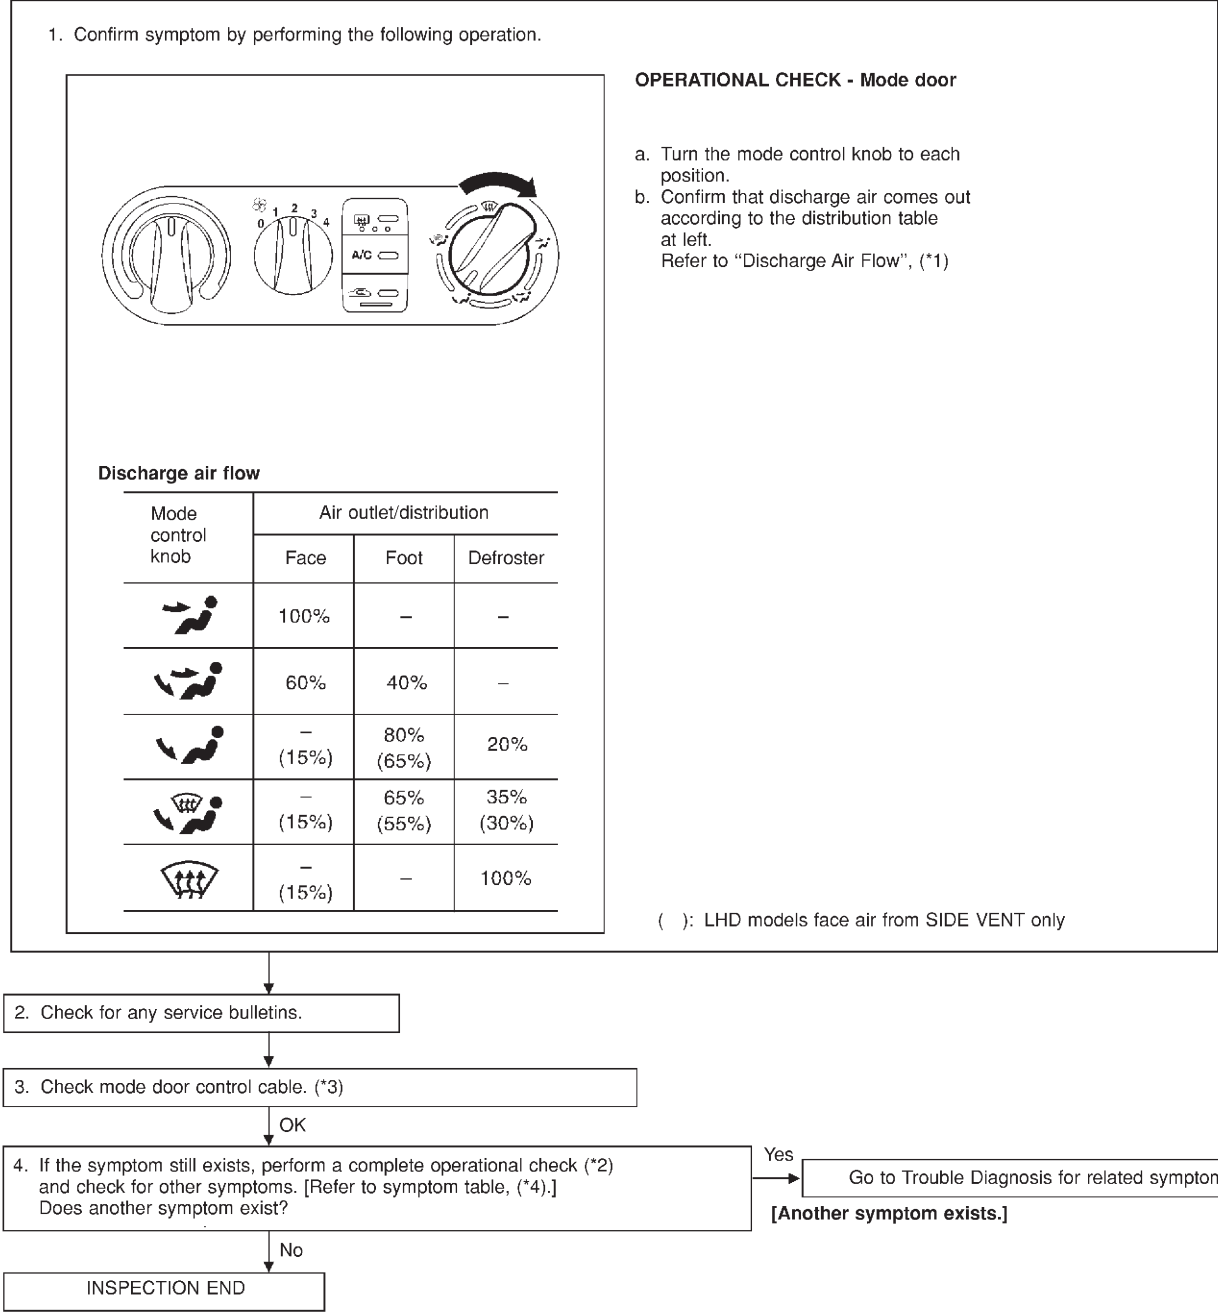 1. Confirm symptom by performing the following operation.
OPERATIONAL CHECK - Mode door
a. Turn the mode control knob to each
position.
b. Confirm that discharge air comes out
according to the distribution table
at left.
Refer to “Discharge Air Flow”, (*1)
0 1 2 3 4
A/C
Discharge air flow
Mode
control
knob
Air outlet/distribution
Face Foot Defroster
100% – –
60% 40% –
– 80% 20%
(15%) (65%)
– 65% 35%
(15%) (55%) (30%)
– – 100%
(15%)
( ): LHD models face air from SIDE VENT only
2. Check for any service bulletins.
3. Check mode door control cable. (*3)
OK
4. If the symptom still exists, perform a complete operational check (*2)
and check for other symptoms. [Refer to symptom table, (*4).]
Does another symptom exist?
Yes
Go to Trouble Diagnosis for related symptom
[Another symptom exists.]
No
INSPECTION END